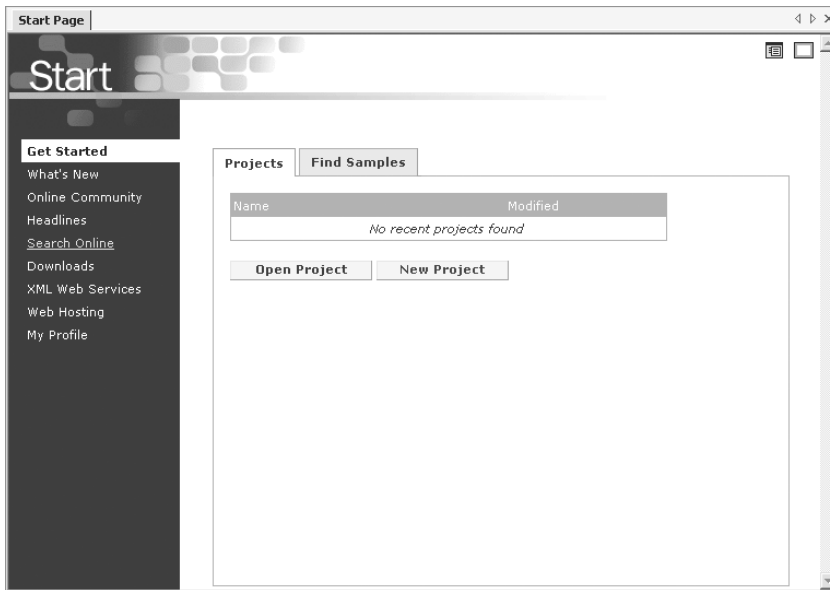 Start Page
Start
Get Started
What's New
Online Community
Headlines
Search Online
Downloads
XML Web Services
Web Hosting
My Profile
Projects
Find Samples
Name Modified
No recent projects found
Open Project
New Project